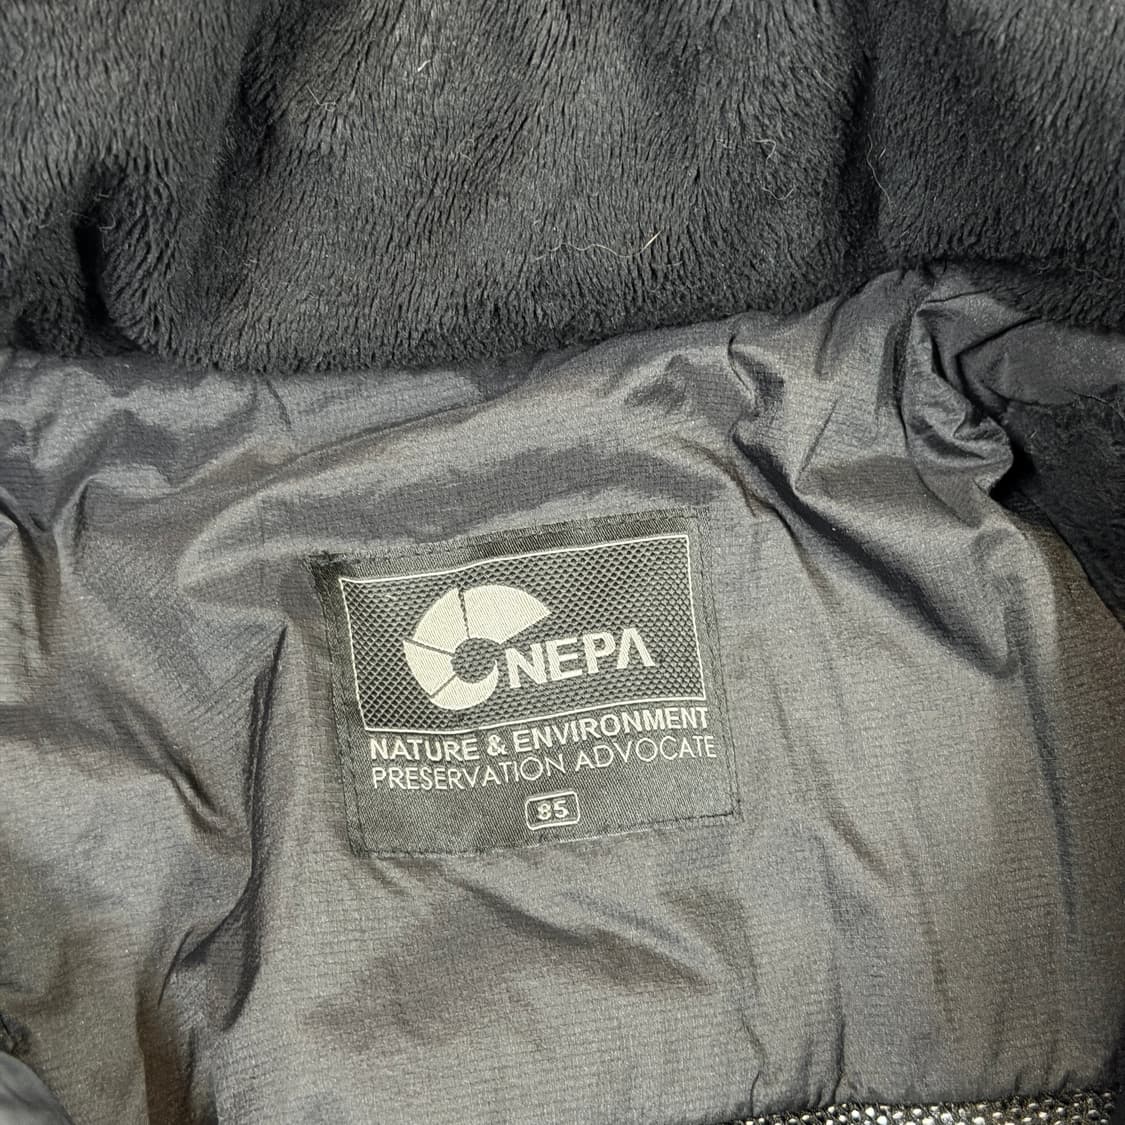 NEPA
NATURE & ENVIRONMENT
PRESERVATION ADVOCATE
85